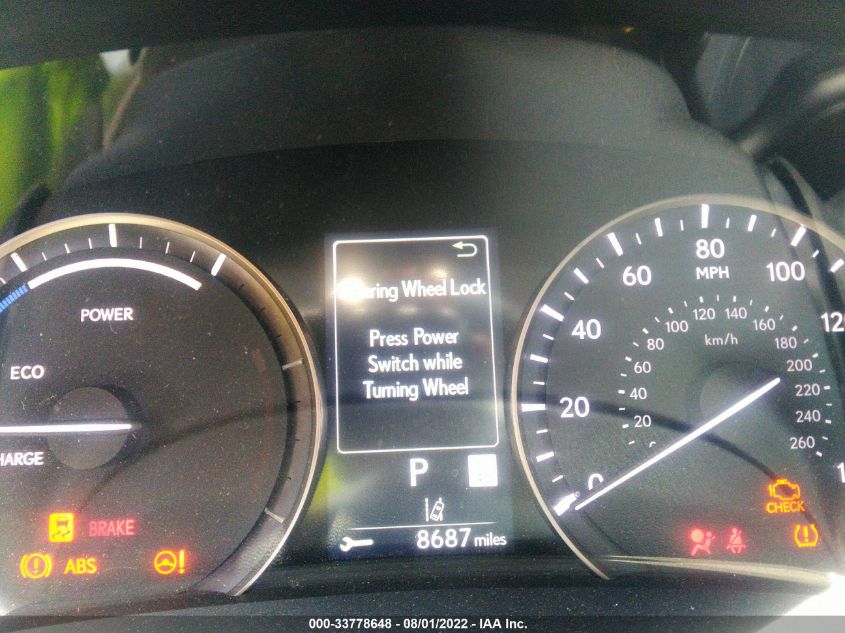 POWER
ECO
Wheel Lock
Press Power
Switch while
Turning Wheel
P
8687 miles
BRAKE
ABS
0 20 40 60 80 100
MPH
0 20 40 60 80 100 120 140 160 180 200 220 240 260
km/h
CHECK
000-33778648 - 08/01/2022 - IAA Inc.